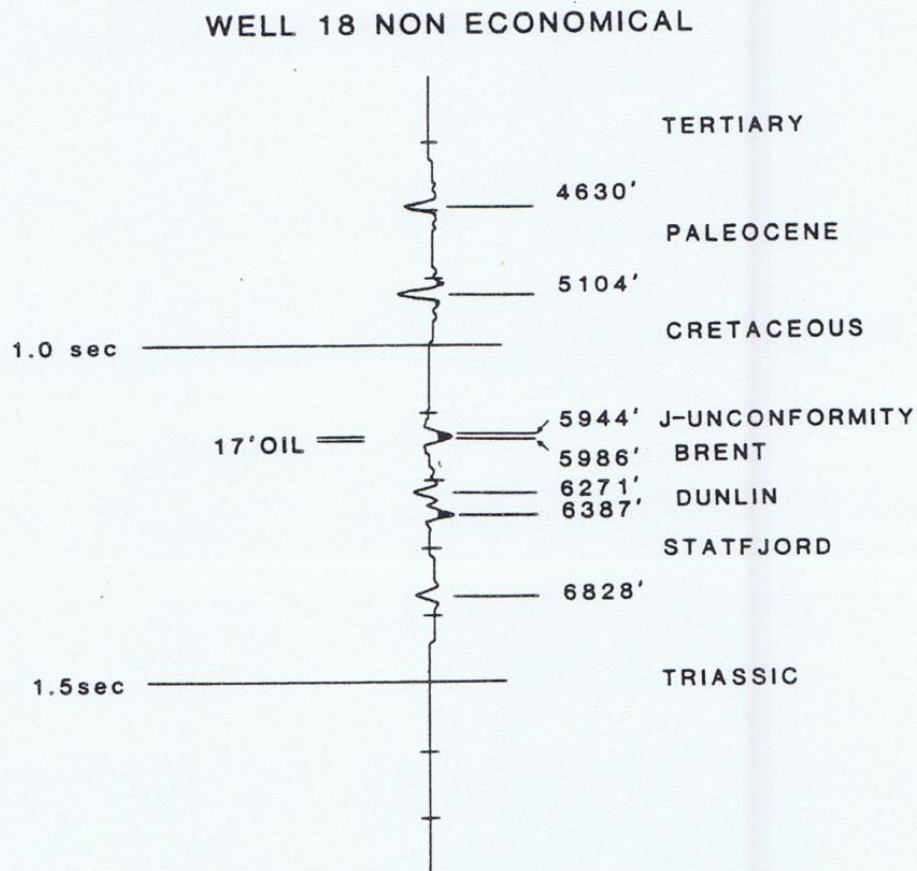 WELL 18 NON ECONOMICAL
TERTIARY
4630'
PALEOCENE
5104'
CRETACEOUS
1.0 sec
5944' J-UNCONFORMITY
17'OIL
5986' BRENT
6271'
DUNLIN
6387'
STATFJORD
6828'
1.5sec
TRIASSIC